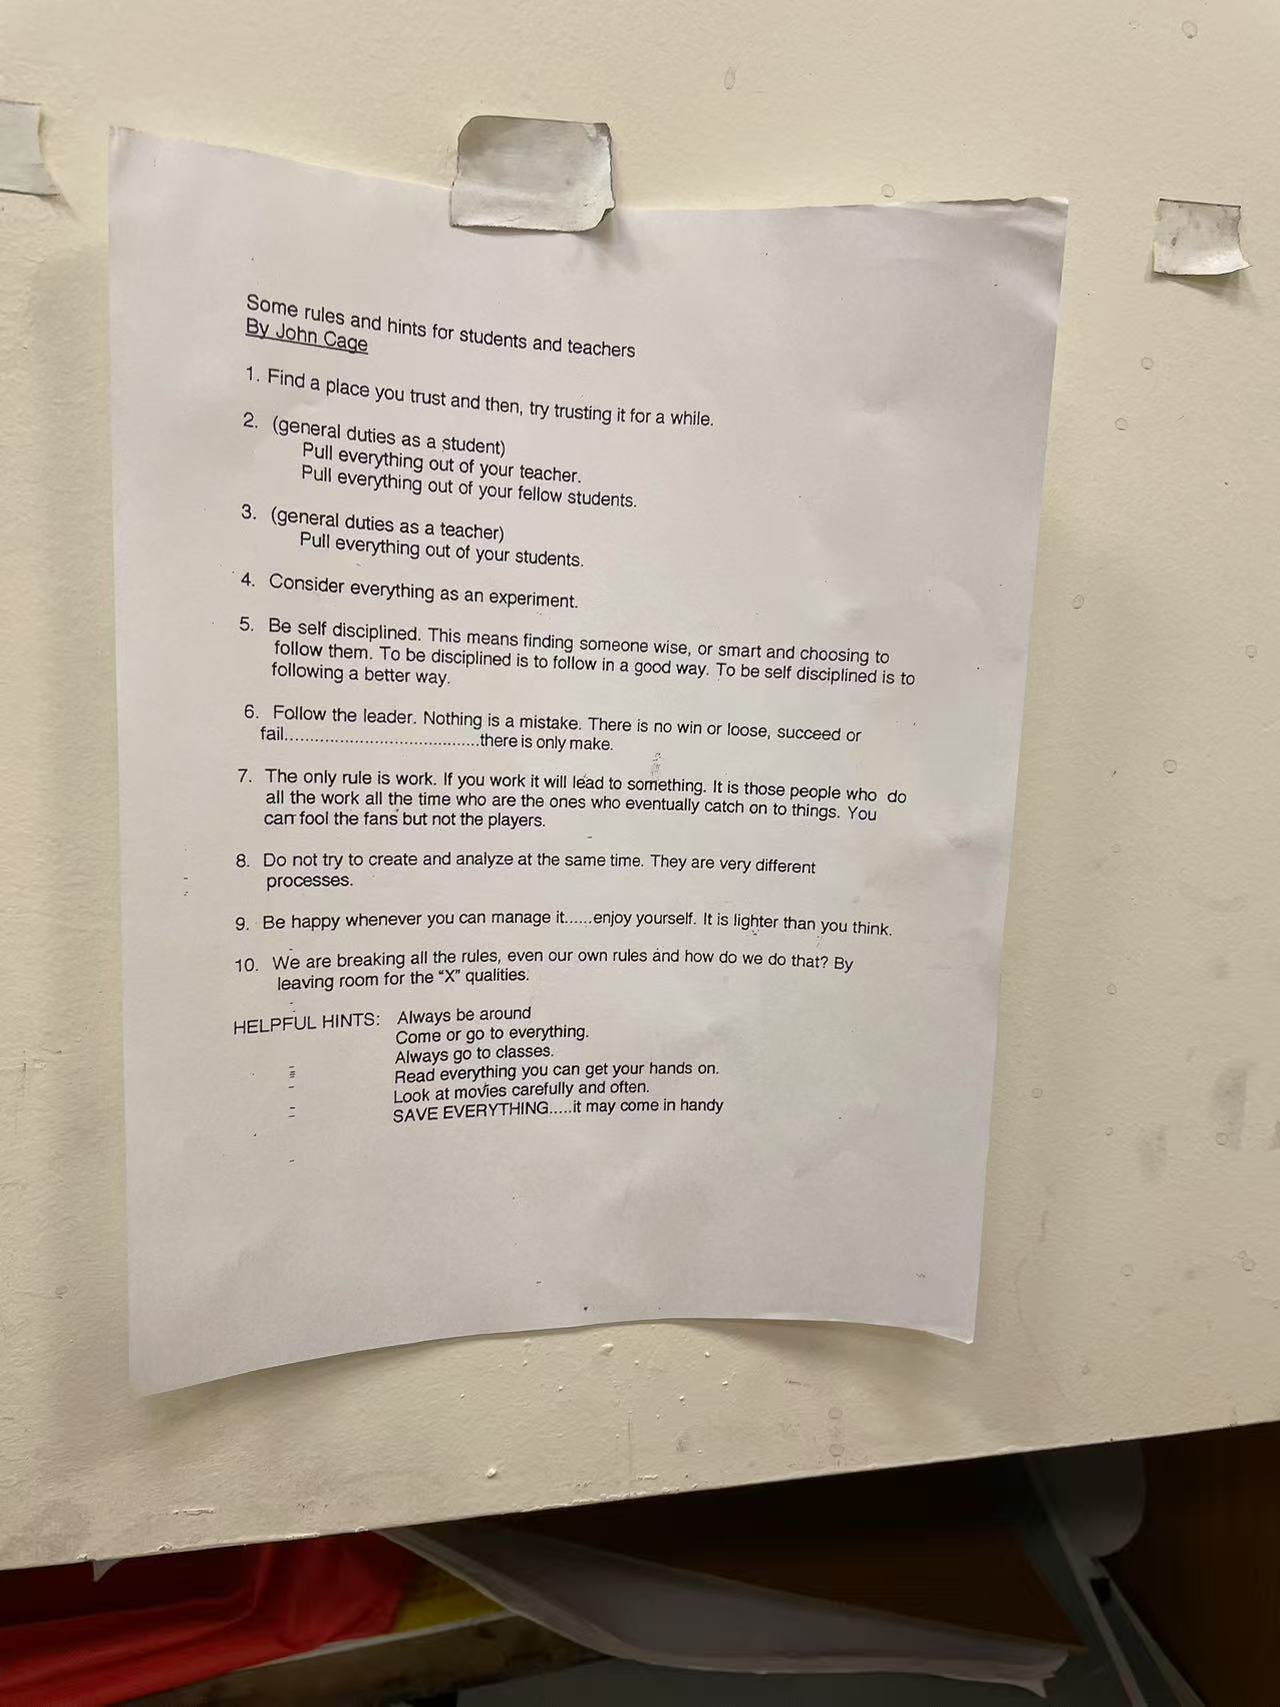 Some rules and hints for students and teachers
By John Cage
1. Find a place you trust and then, try trusting it for a while.
2. (general duties as a student)
Pull everything out of your teacher.
Pull everything out of your fellow students.
3. (general duties as a teacher)
Pull everything out of your students.
4. Consider everything as an experiment.
5. Be self disciplined. This means finding someone wise, or smart and choosing to
follow them. To be disciplined is to follow in a good way. To be self disciplined is to
following a better way.
6. Follow the leader. Nothing is a mistake. There is no win or loose, succeed or
fail.......................................there is only make.
7. The only rule is work. If you work it will lead to something. It is those people who do
all the work all the time who are the ones who eventually catch on to things. You
can fool the fans but not the players.
8. Do not try to create and analyze at the same time. They are very different
processes.
9. Be happy whenever you can manage it......enjoy yourself. It is lighter than you think.
10. We are breaking all the rules, even our own rules and how do we do that? By
leaving room for the "X" qualities.
HELPFUL HINTS: Always be around
Come or go to everything.
Always go to classes.
Read everything you can get your hands on.
Look at movies carefully and often.
SAVE EVERYTHING.....it may come in handy